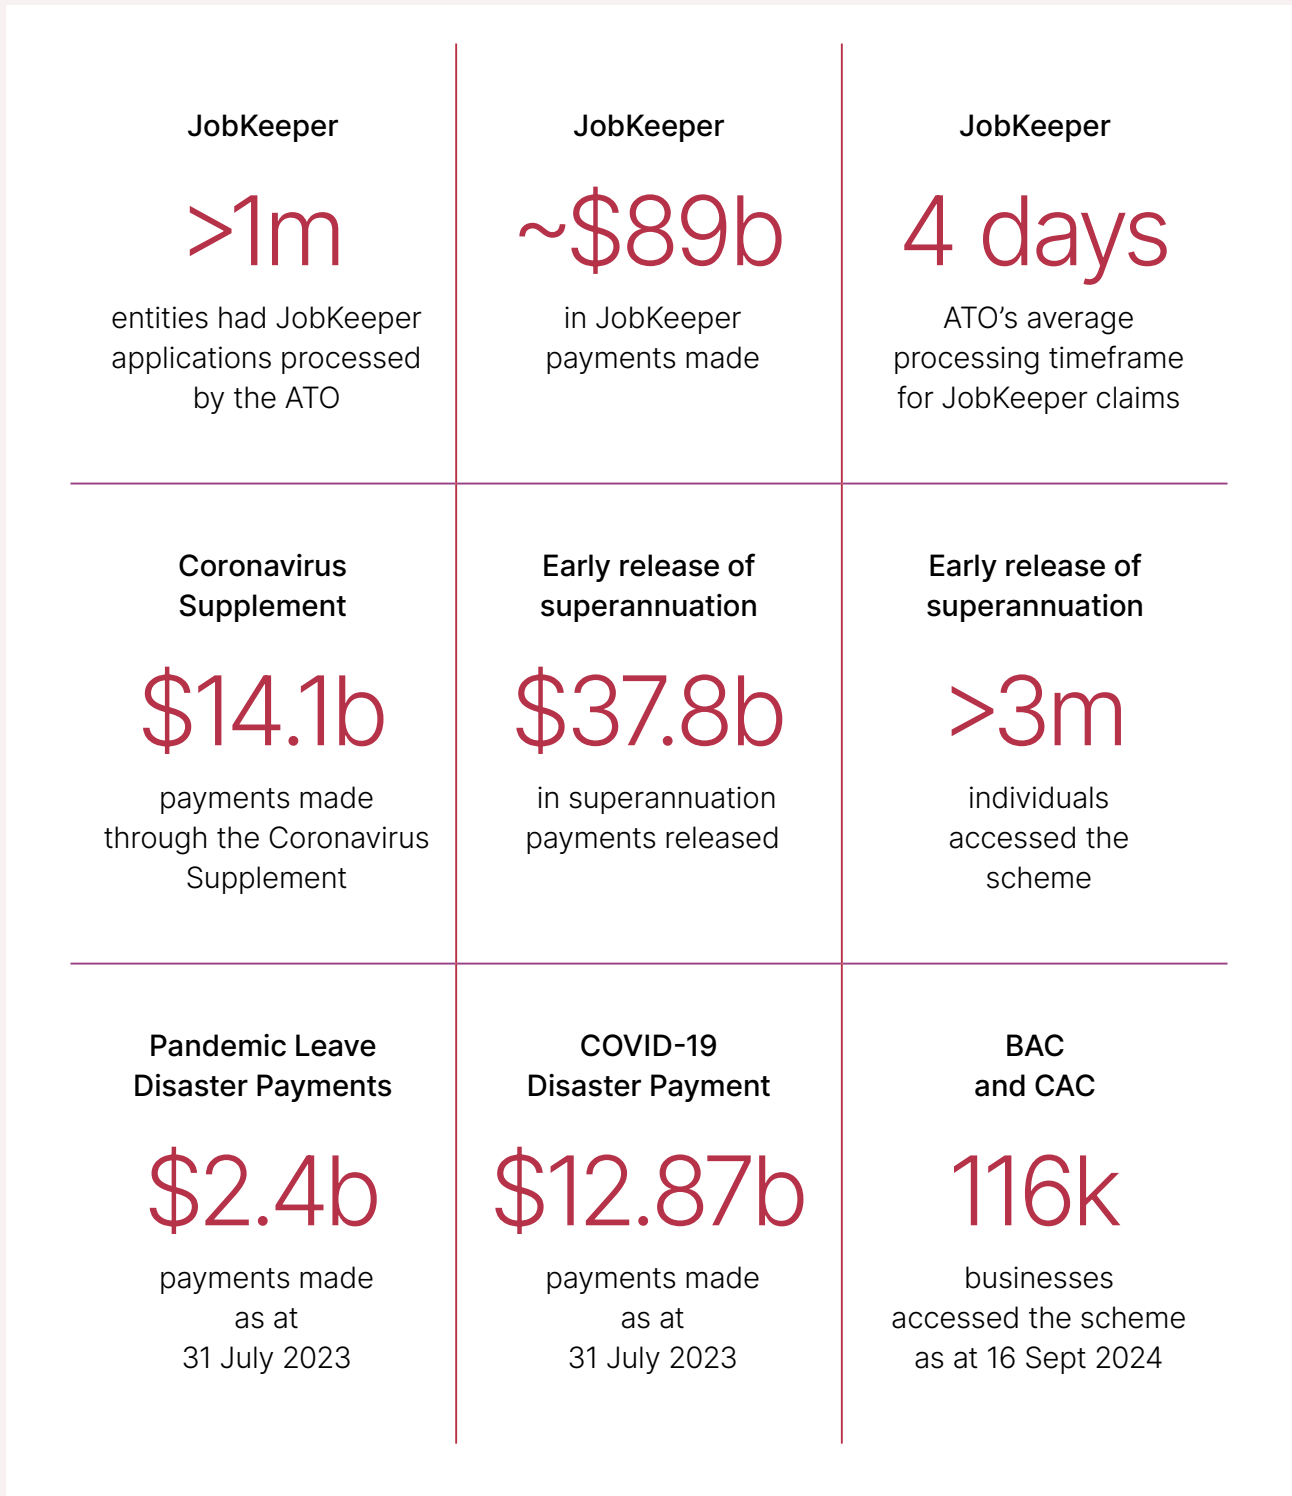 JobKeeper
>1m
entities had JobKeeper
applications processed
by the ATO
JobKeeper
~$89b
in JobKeeper
payments made
JobKeeper
4 days
ATO’s average
processing timeframe
for JobKeeper claims
Coronavirus
Supplement
$14.1b
payments made
through the Coronavirus
Supplement
Early release of
superannuation
$37.8b
in superannuation
payments released
Early release of
superannuation
>3m
individuals
accessed the
scheme
Pandemic Leave
Disaster Payments
$2.4b
payments made
as at
31 July 2023
COVID-19
Disaster Payment
$12.87b
payments made
as at
31 July 2023
BAC
and CAC
116k
businesses
accessed the scheme
as at 16 Sept 2024